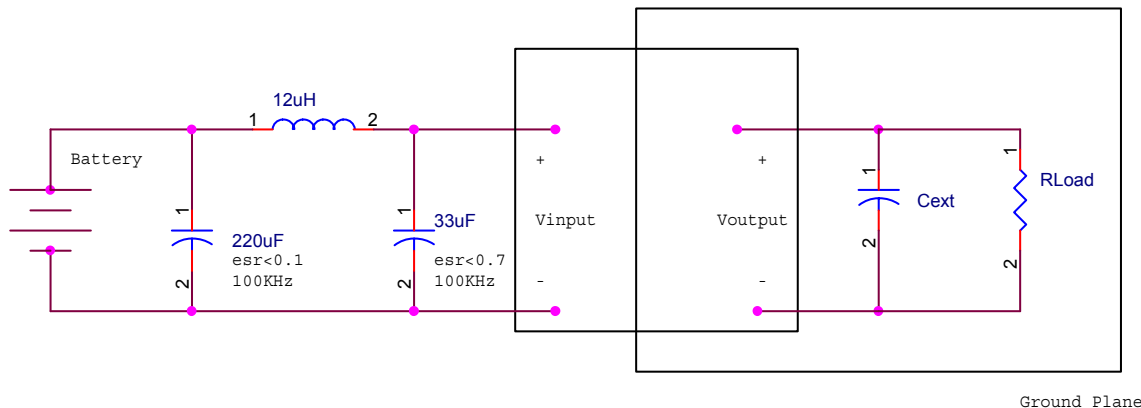 12uH
1
2
Battery
+
+
1
1
1
1
RLoad
Cext
33uF
Vinput
Voutput
220uF
esr<0.1
esr<0.7
2
2
100KHz
100KHz
2
2
-
-
Ground Plane